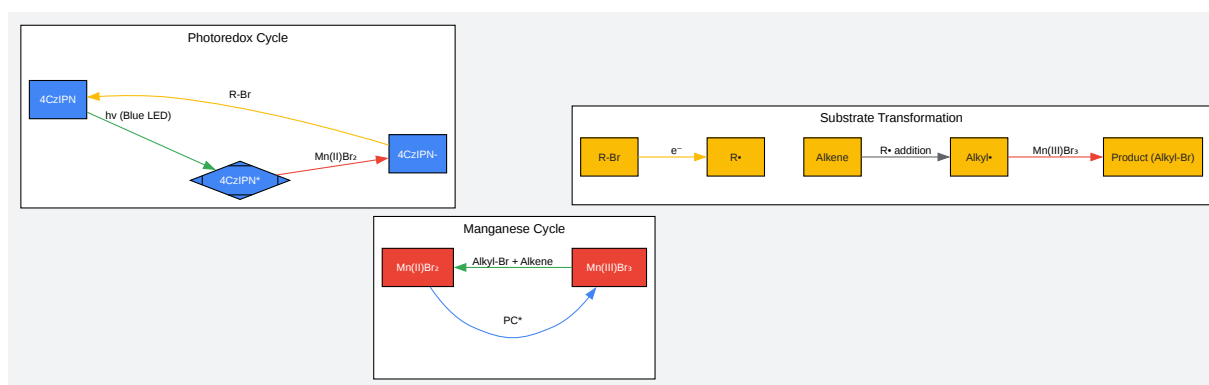 Photoredox Cycle
4CzIPN
R-Br
hv (Blue LED)
4CzIPN-
Mn(II)Br₂
4CzIPN*
Substrate Transformation
R-Br
e⁻
R•
Alkene
R• addition
Alkyl•
Mn(III)Br₃
Product (Alkyl-Br)
Manganese Cycle
Mn(II)Br₂
Alkyl-Br + Alkene
Mn(III)Br₃
PC*